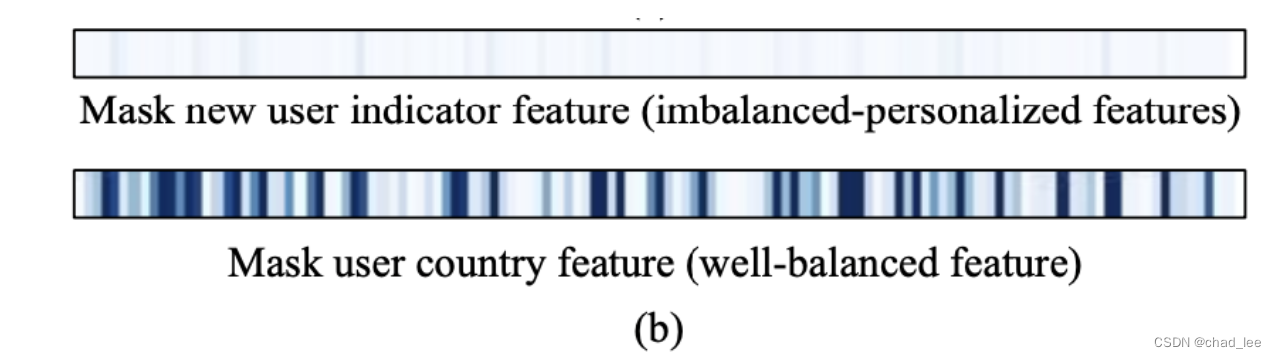 Mask new user indicator feature (imbalanced-personalized features)
Mask user country feature (well-balanced feature)
(b)
CSDN @chad_lee